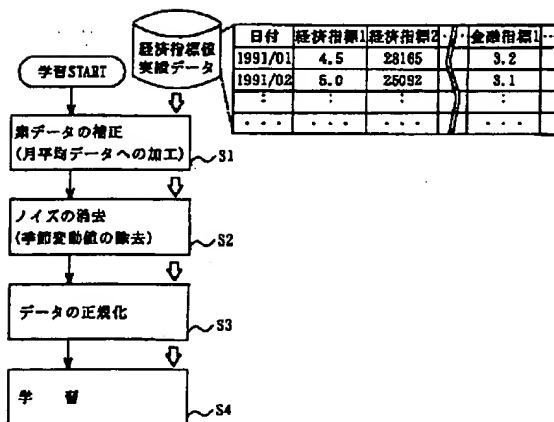 学習START
経済指標値
実績データ
日付 経済指標1 経済指標2 ・・ 金融指標1 ・・・
1991/01 4.5 28165 3.2
1991/02 5.0 25092 3.1
: : : :
・・・ ・・・ ・・・ ・・・
素データの補正
(月平均データへの加工)
S1
ノイズの消去
(季節変動値の除去)
S2
データの正規化
S3
学 習
S4